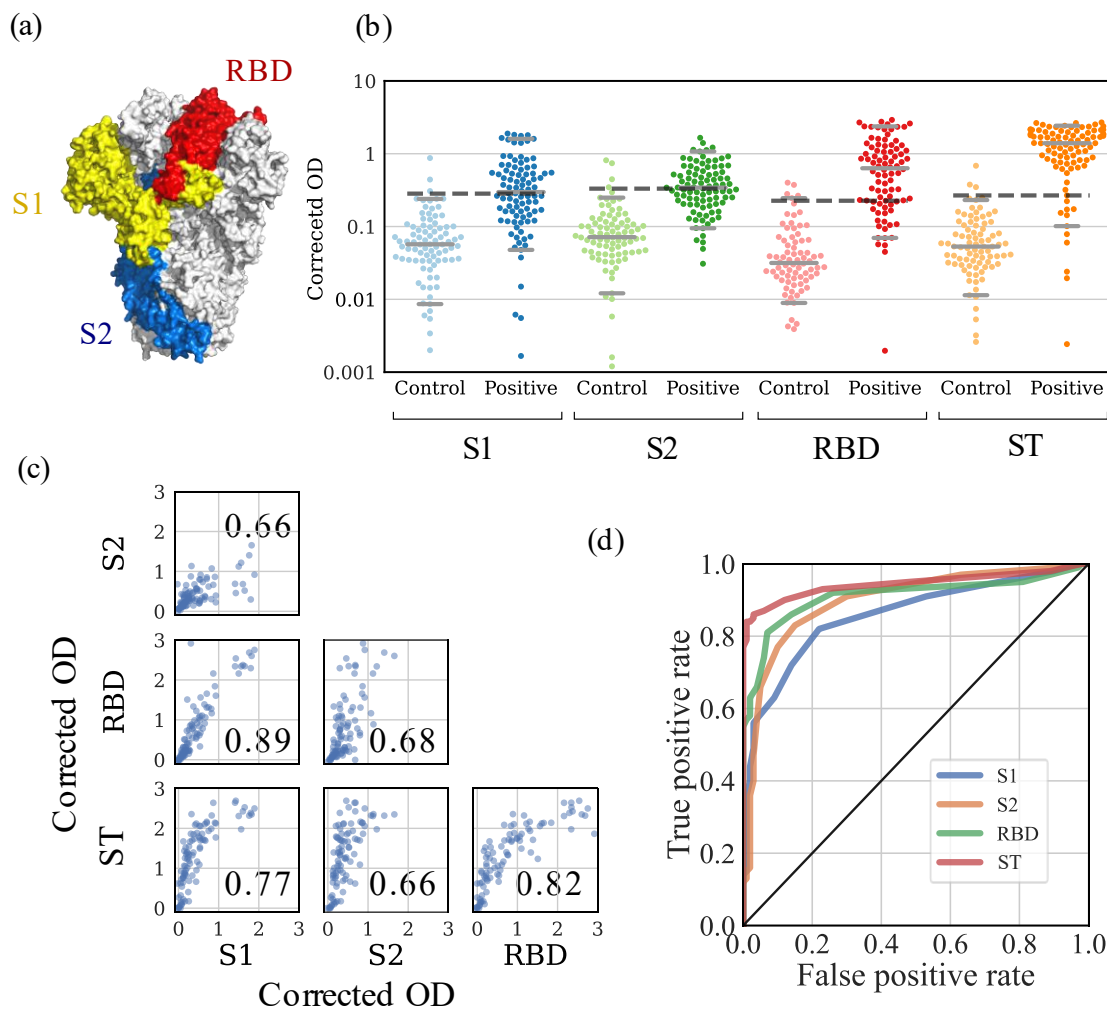 (a)
RBD
S1
S2
(b)
Correcetd OD
10
1
0.1
0.01
0.001
Control Positive Control Positive Control Positive Control Positive
S1 S2 RBD ST
(c)
Corrected OD
S2
3
2
1
0
0.66
RBD
3
2
1
0
0.89
0.68
ST
3
2
1
0
0.77
0.66
0.82
0 1 2 3 0 1 2 3 0 1 2 3
S1 S2 RBD
Corrected OD
(d)
True positive rate
1.0
0.8
0.6
0.4
0.2
0.0
S1
S2
RBD
ST
0.0 0.2 0.4 0.6 0.8 1.0
False positive rate